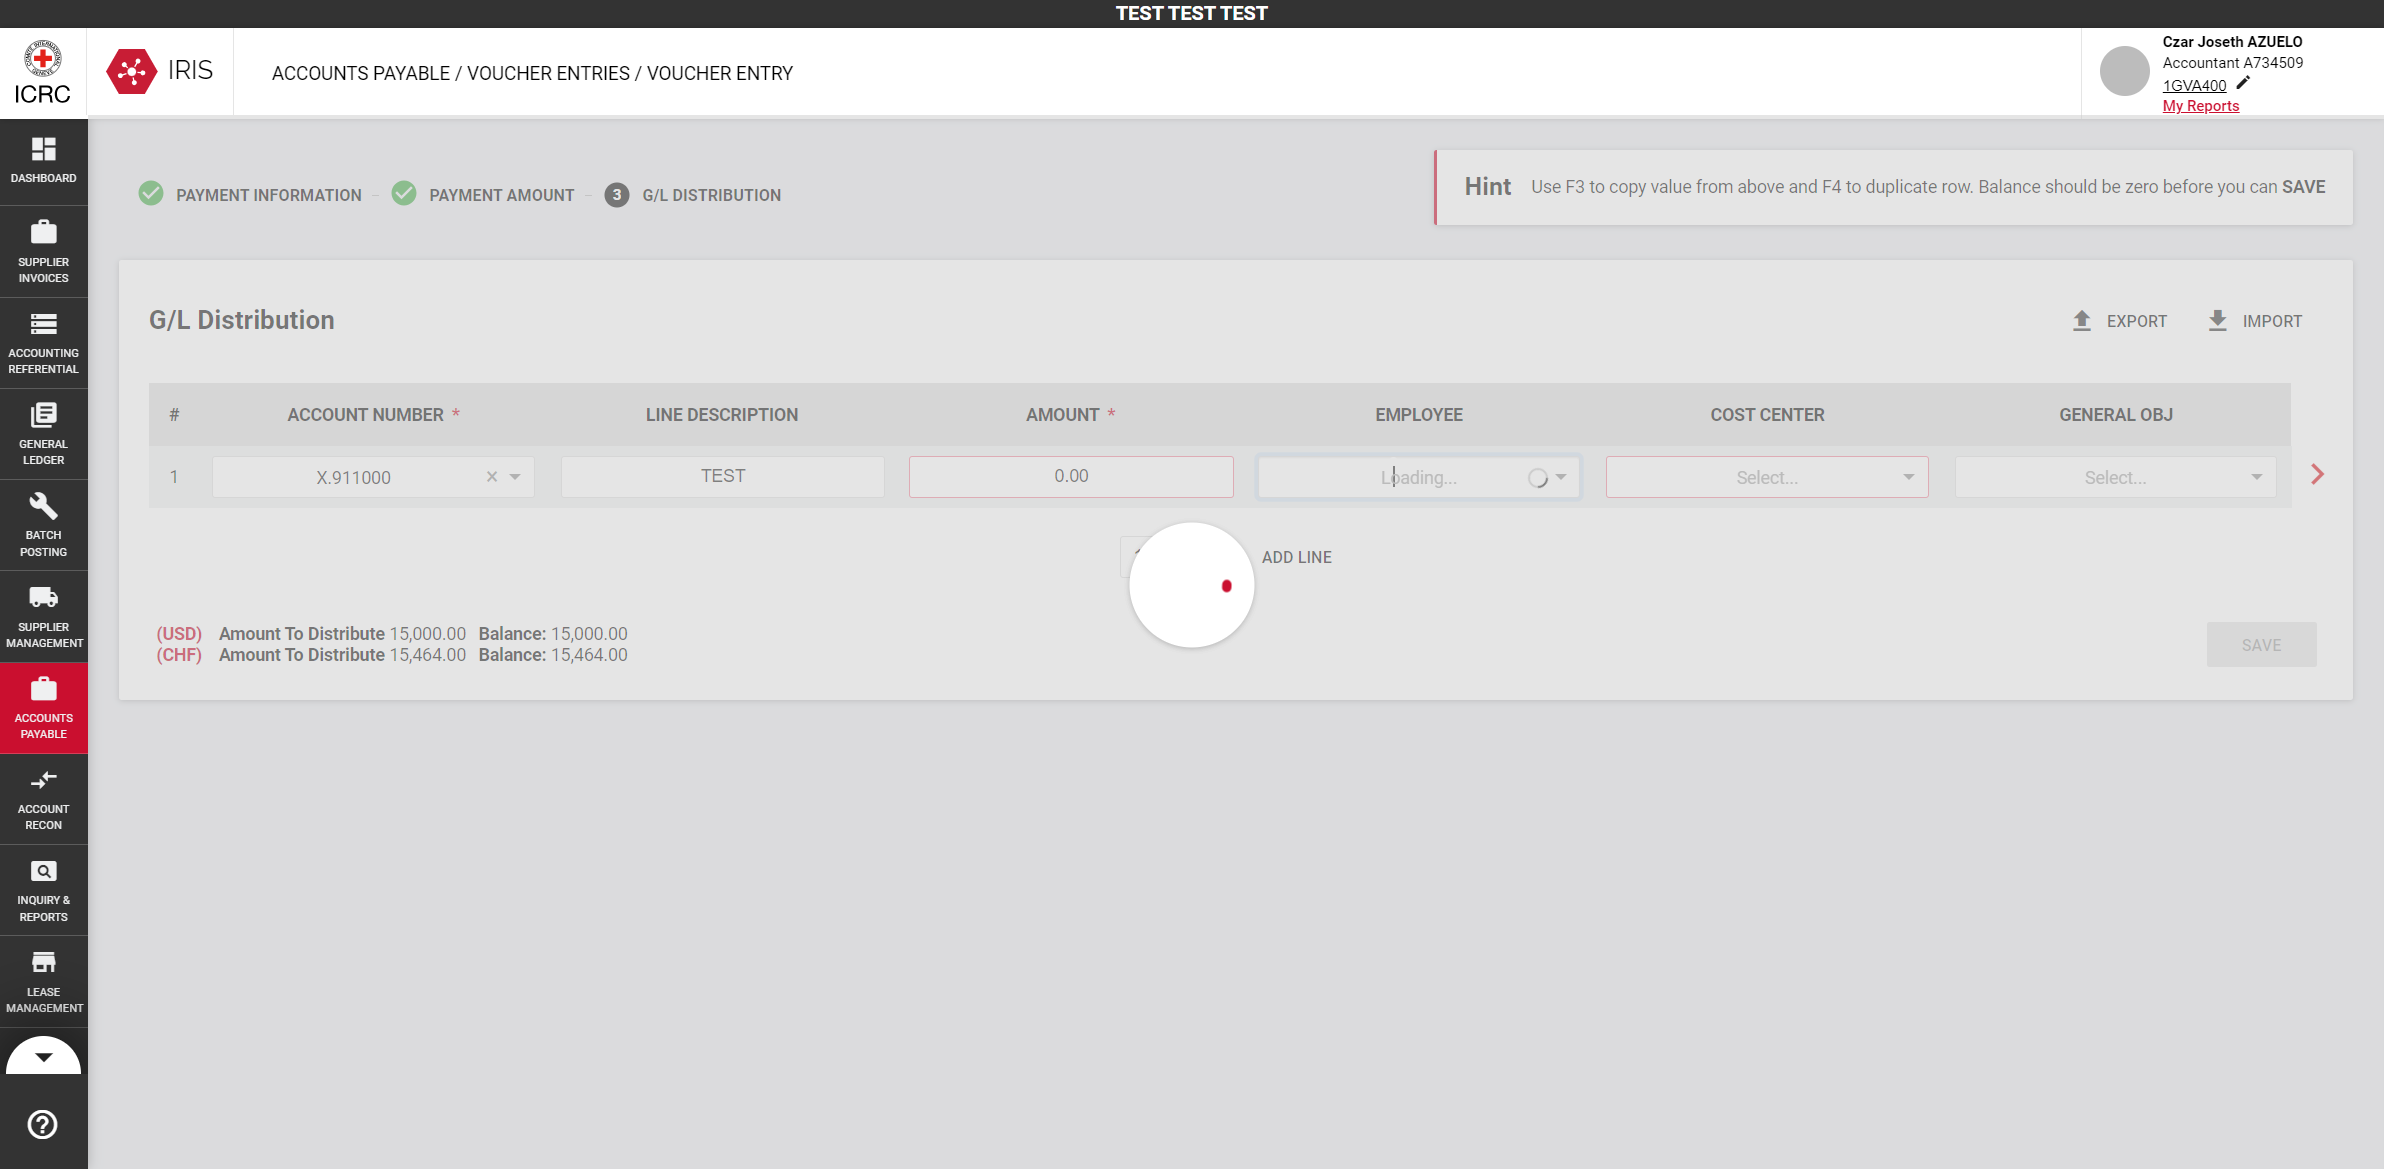 TEST TEST TEST
ICRC
IRIS
ACCOUNTS PAYABLE / VOUCHER ENTRIES / VOUCHER ENTRY
Czar Joseth AZUELO
Accountant A734509
1GVA400
My Reports
DASHBOARD
SUPPLIER
INVOICES
ACCOUNTING
REFERENTIAL
GENERAL
LEDGER
BATCH
POSTING
SUPPLIER
MANAGEMENT
ACCOUNTS
PAYABLE
ACCOUNT
RECON
INQUIRY &
REPORTS
LEASE
MANAGEMENT
PAYMENT INFORMATION
PAYMENT AMOUNT
3 G/L DISTRIBUTION
Hint Use F3 to copy value from above and F4 to duplicate row. Balance should be zero before you can SAVE
G/L Distribution
EXPORT
IMPORT
# ACCOUNT NUMBER * LINE DESCRIPTION AMOUNT * EMPLOYEE COST CENTER GENERAL OBJ
1 X.911000 TEST 0.00 Loading... Select... Select...
ADD LINE
(USD) Amount To Distribute 15,000.00 Balance: 15,000.00
(CHF) Amount To Distribute 15,464.00 Balance: 15,464.00
SAVE